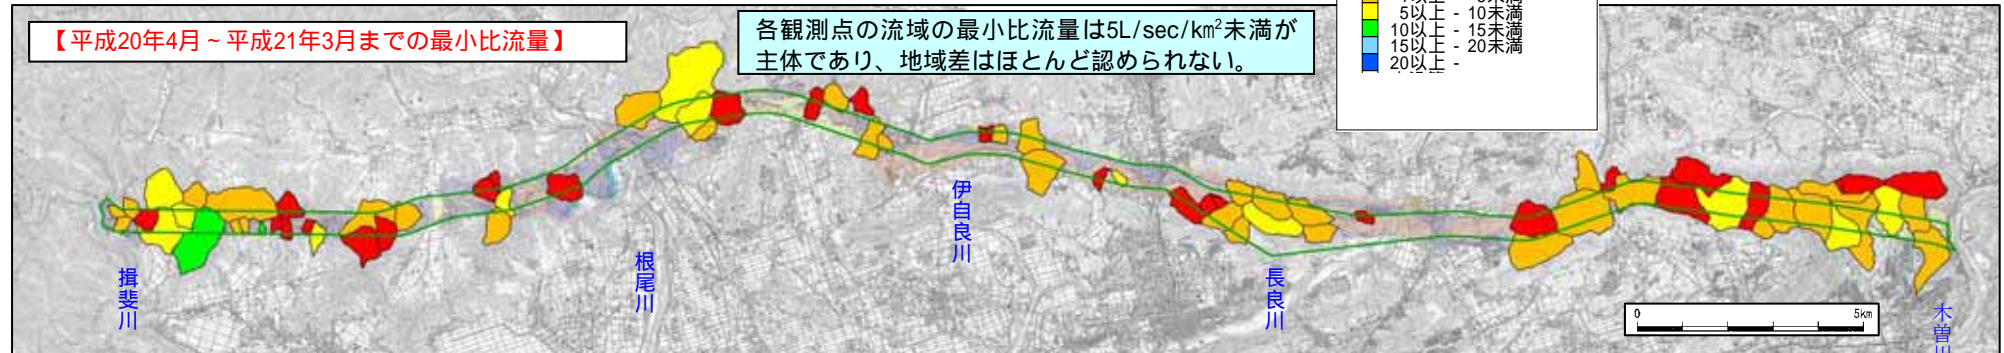 【平成20年4月~平成21年3月までの最小比流量】
各観測点の流域の最小比流量は5L/sec/km²未満が
主体であり、地域差はほとんど認められない。
5以上 - 10未満
10以上 - 15未満
15以上 - 20未満
20以上 -
揖斐川
根尾川
伊自良川
長良川
木曽川
0 5km